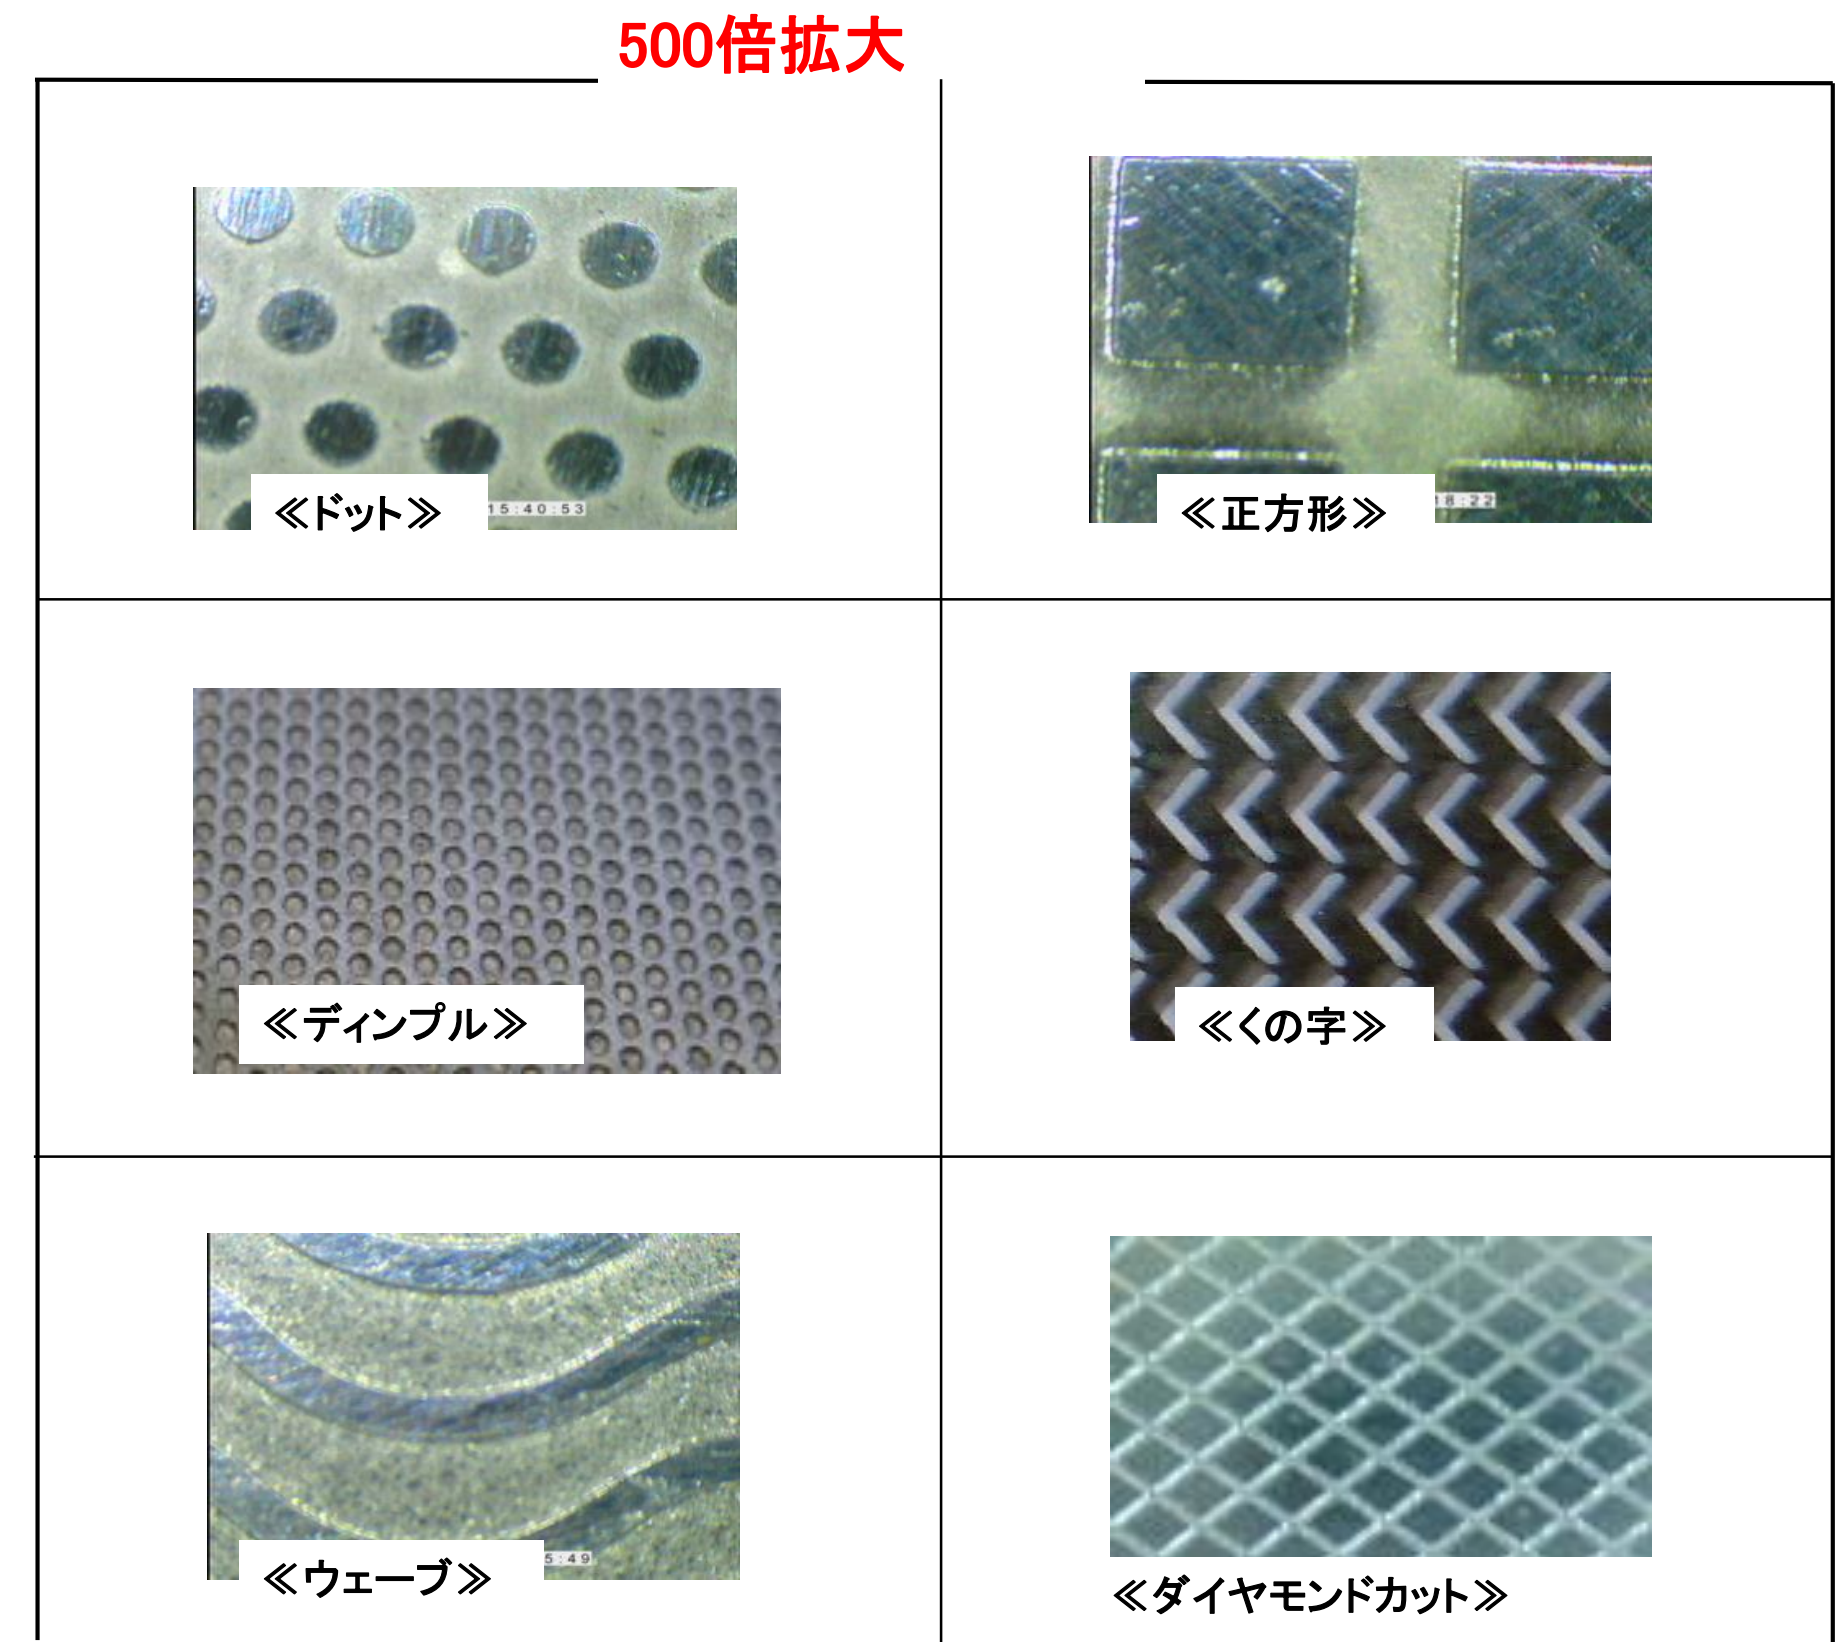 500倍拡大
≪ドット≫
15:40:53
≪正方形≫
18:22
≪ディンプル≫
≪くの字≫
≪ウェーブ≫
5:49
≪ダイヤモンドカット≫